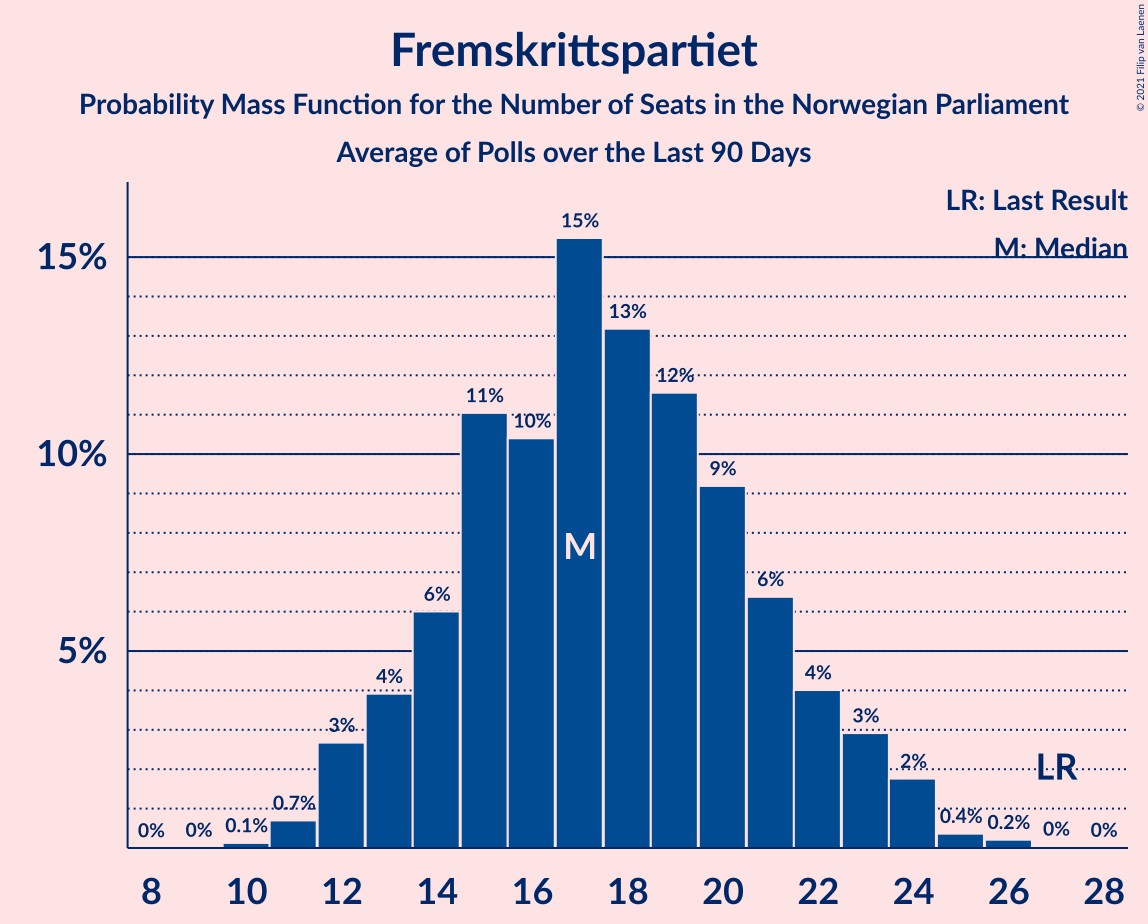 Fremskrittspartiet
Probability Mass Function for the Number of Seats in the Norwegian Parliament
Average of Polls over the Last 90 Days
© 2021 Filip van Laenen
LR: Last Result
M: Median
15%
10%
5%
0%
0%
0.1%
0.7%
3%
4%
6%
11%
10%
15%
13%
12%
9%
6%
4%
3%
2%
0.4%
0.2%
0%
0%
M
LR
8 10 12 14 16 18 20 22 24 26 28